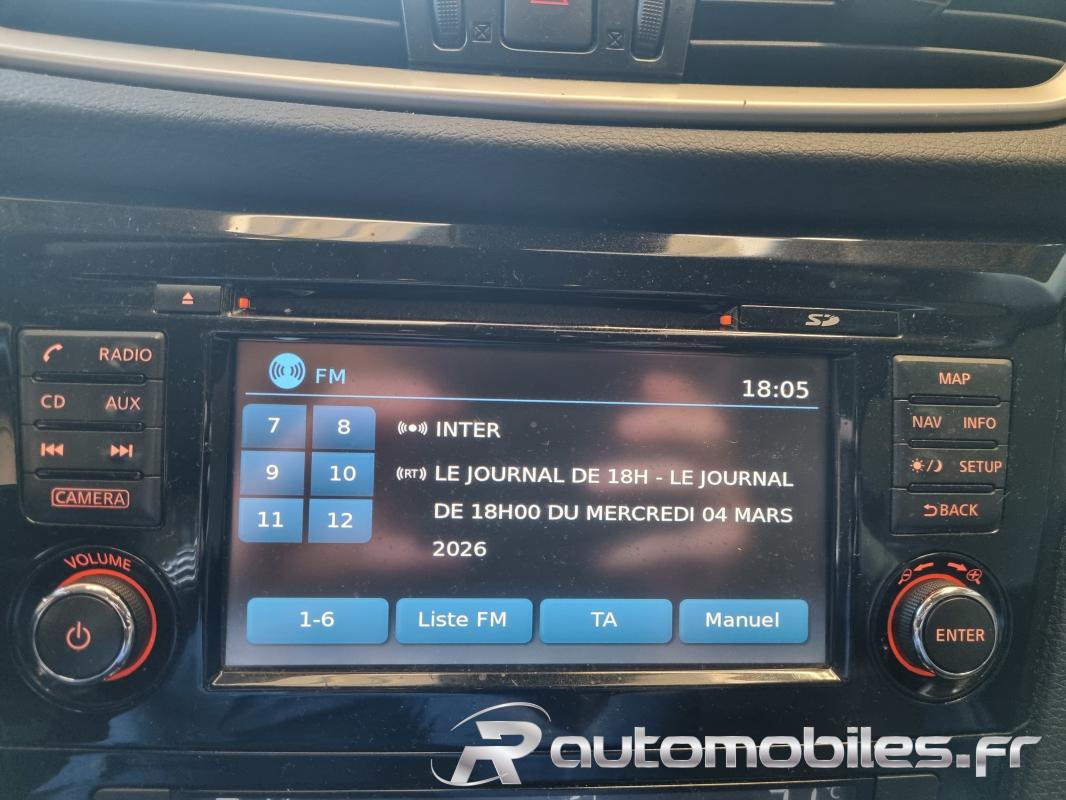 SD
RADIO
CD AUX
CAMERA
VOLUME
FM
18:05
7 8
9 10
11 12
INTER
(RT) LE JOURNAL DE 18H - LE JOURNAL
DE 18H00 DU MERCREDI 04 MARS
2026
1-6 Liste FM TA Manuel
MAP
NAV INFO
SETUP
BACK
ENTER
Rautomobiles.fr